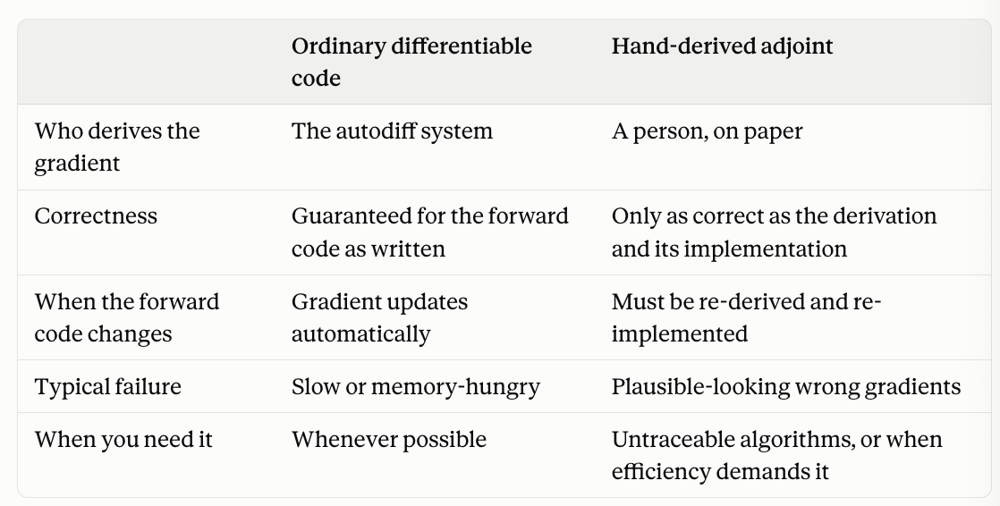 Ordinary differentiable
code
Hand-derived adjoint
Who derives the
gradient
The autodiff system
A person, on paper
Correctness
Guaranteed for the forward
code as written
Only as correct as the derivation
and its implementation
When the forward
code changes
Gradient updates
automatically
Must be re-derived and re-
implemented
Typical failure
Slow or memory-hungry
Plausible-looking wrong gradients
When you need it
Whenever possible
Untraceable algorithms, or when
efficiency demands it